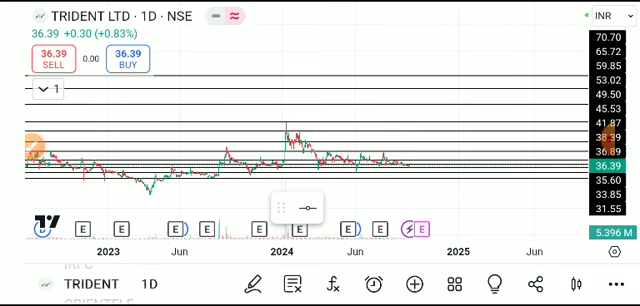 TRIDENT LTD · 1D · NSE
INR
36.39 +0.30 (+0.83%)
36.39
SELL
0.00
36.39
BUY
1
70.70
65.72
59.85
53.02
49.50
45.53
41.87
38.39
36.89
36.39
35.60
33.85
31.55
5.396 M
D E E E E E E E E E
2023 Jun 2024 Jun 2025 Jun
TRIDENT 1D